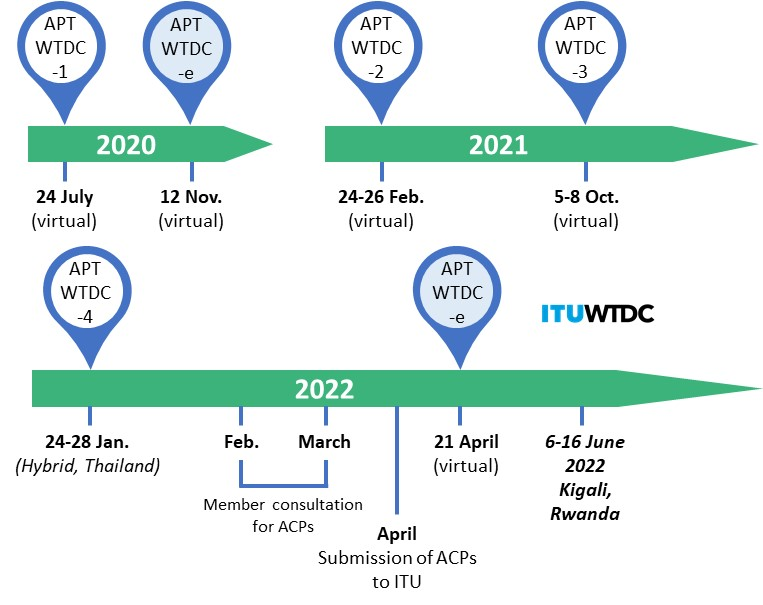 APT
WTDC
-1
APT
WTDC
-e
APT
WTDC
-2
APT
WTDC
-3
2020
2021
24 July
(virtual)
12 Nov.
(virtual)
24-26 Feb.
(virtual)
5-8 Oct.
(virtual)
APT
WTDC
-4
APT
WTDC
-e
ITUWTDC
2022
24-28 Jan.
(Hybrid, Thailand)
Feb.
March
Member consultation
for ACPs
April
Submission of ACPs
to ITU
21 April
(virtual)
6-16 June
2022
Kigali,
Rwanda